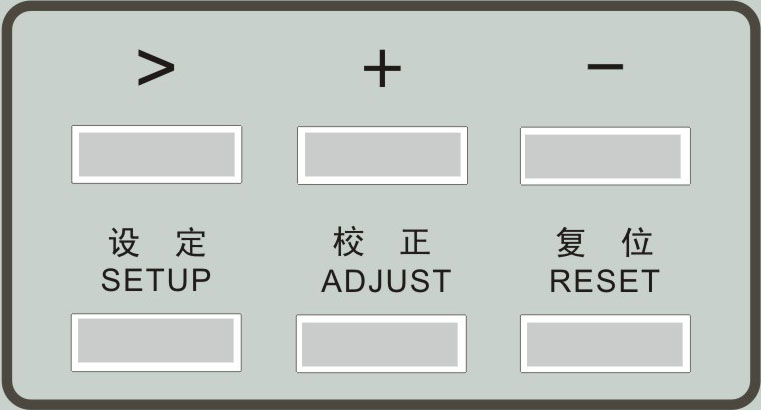 > + −
设 定 校 正 复 位
SETUP ADJUST RESET